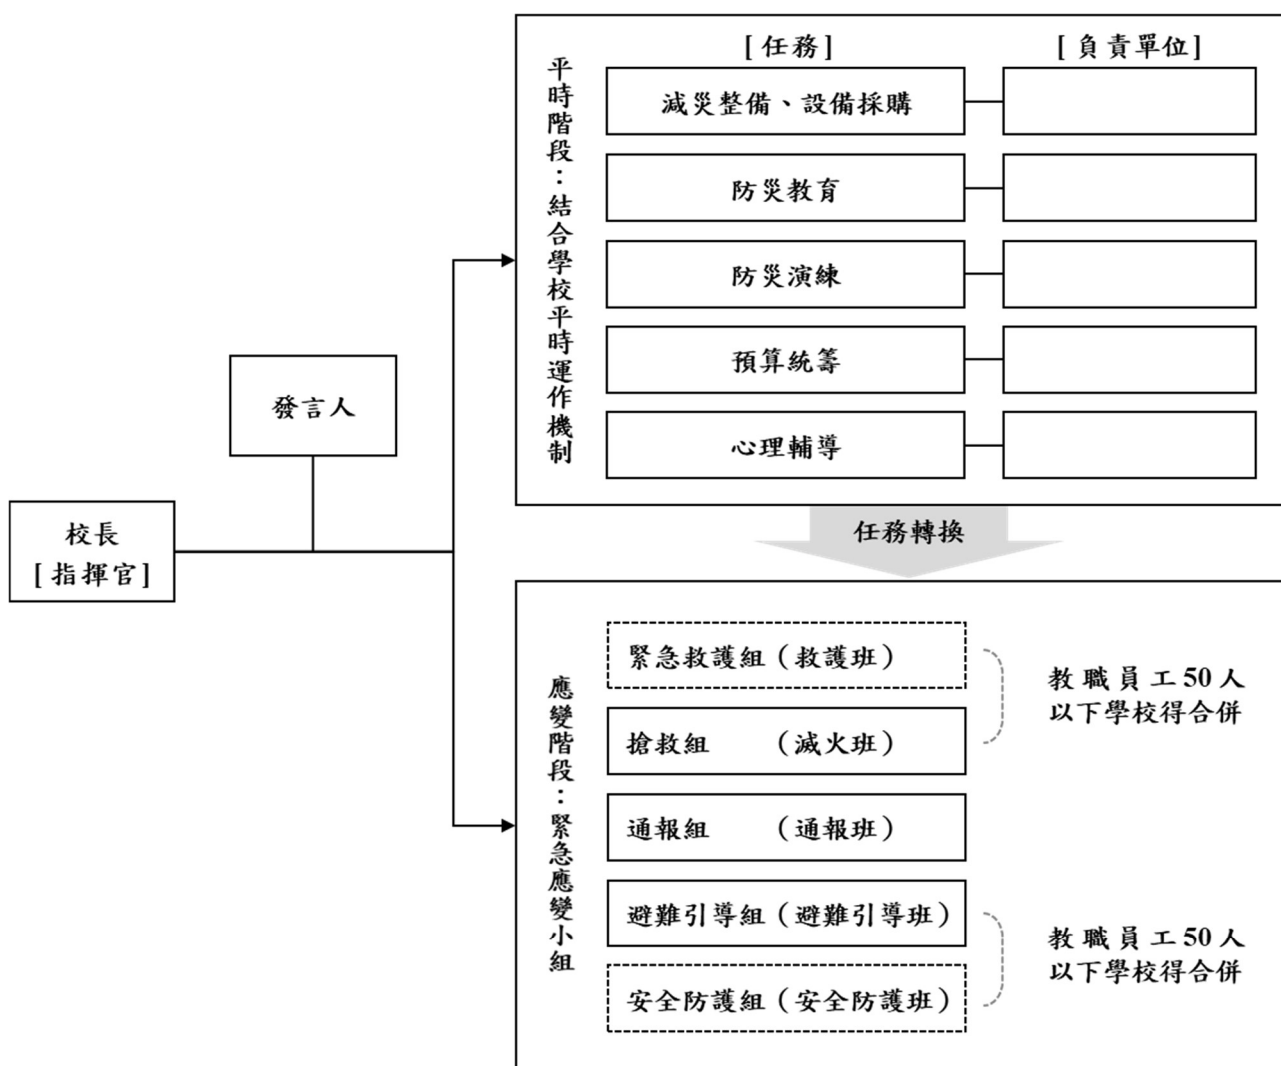 [任務]
[負責單位]
平時階段：結合學校平時運作機制
減災整備、設備採購
防災教育
防災演練
預算統籌
心理輔導
發言人
校長
[指揮官]
任務轉換
應變階段：緊急應變小組
緊急救護組（救護班）
搶救組　　（滅火班）
通報組　　（通報班）
避難引導組（避難引導班）
安全防護組（安全防護班）
教職員工50人
以下學校得合併
教職員工50人
以下學校得合併